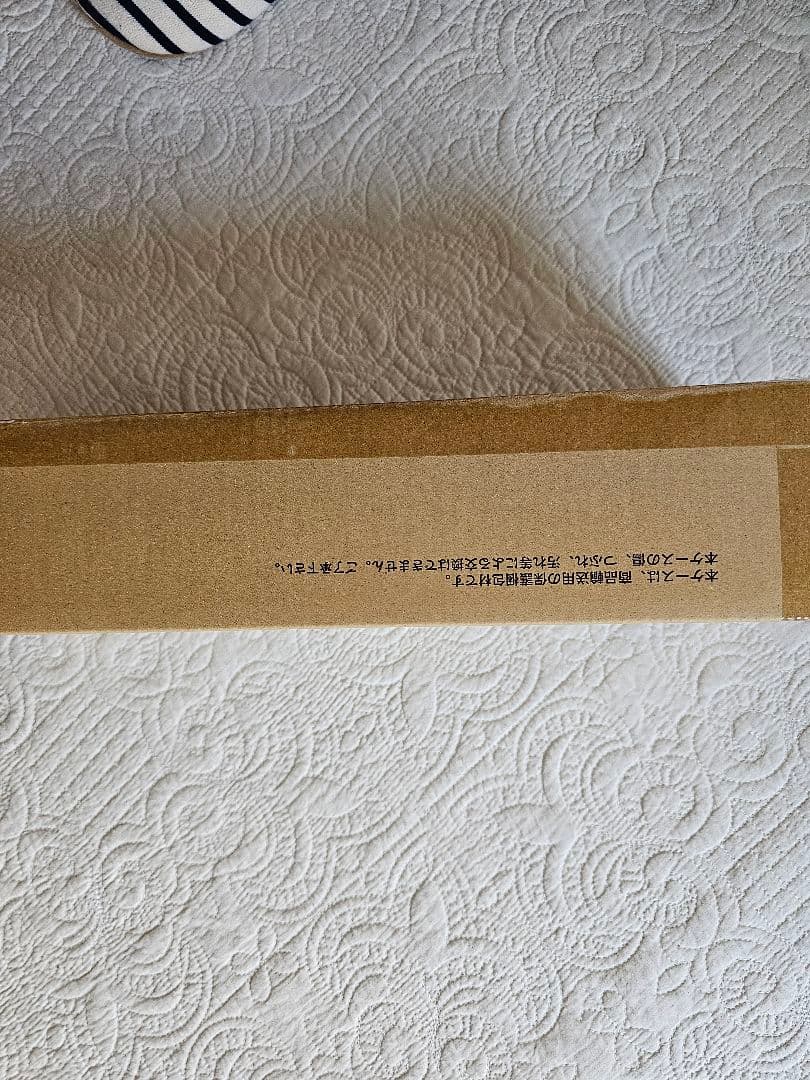 本ケースは、商品輸送用の保護梱包材です。
本ケースの傷、つぶれ、汚れ等による交換はできません。ご了承下さい。